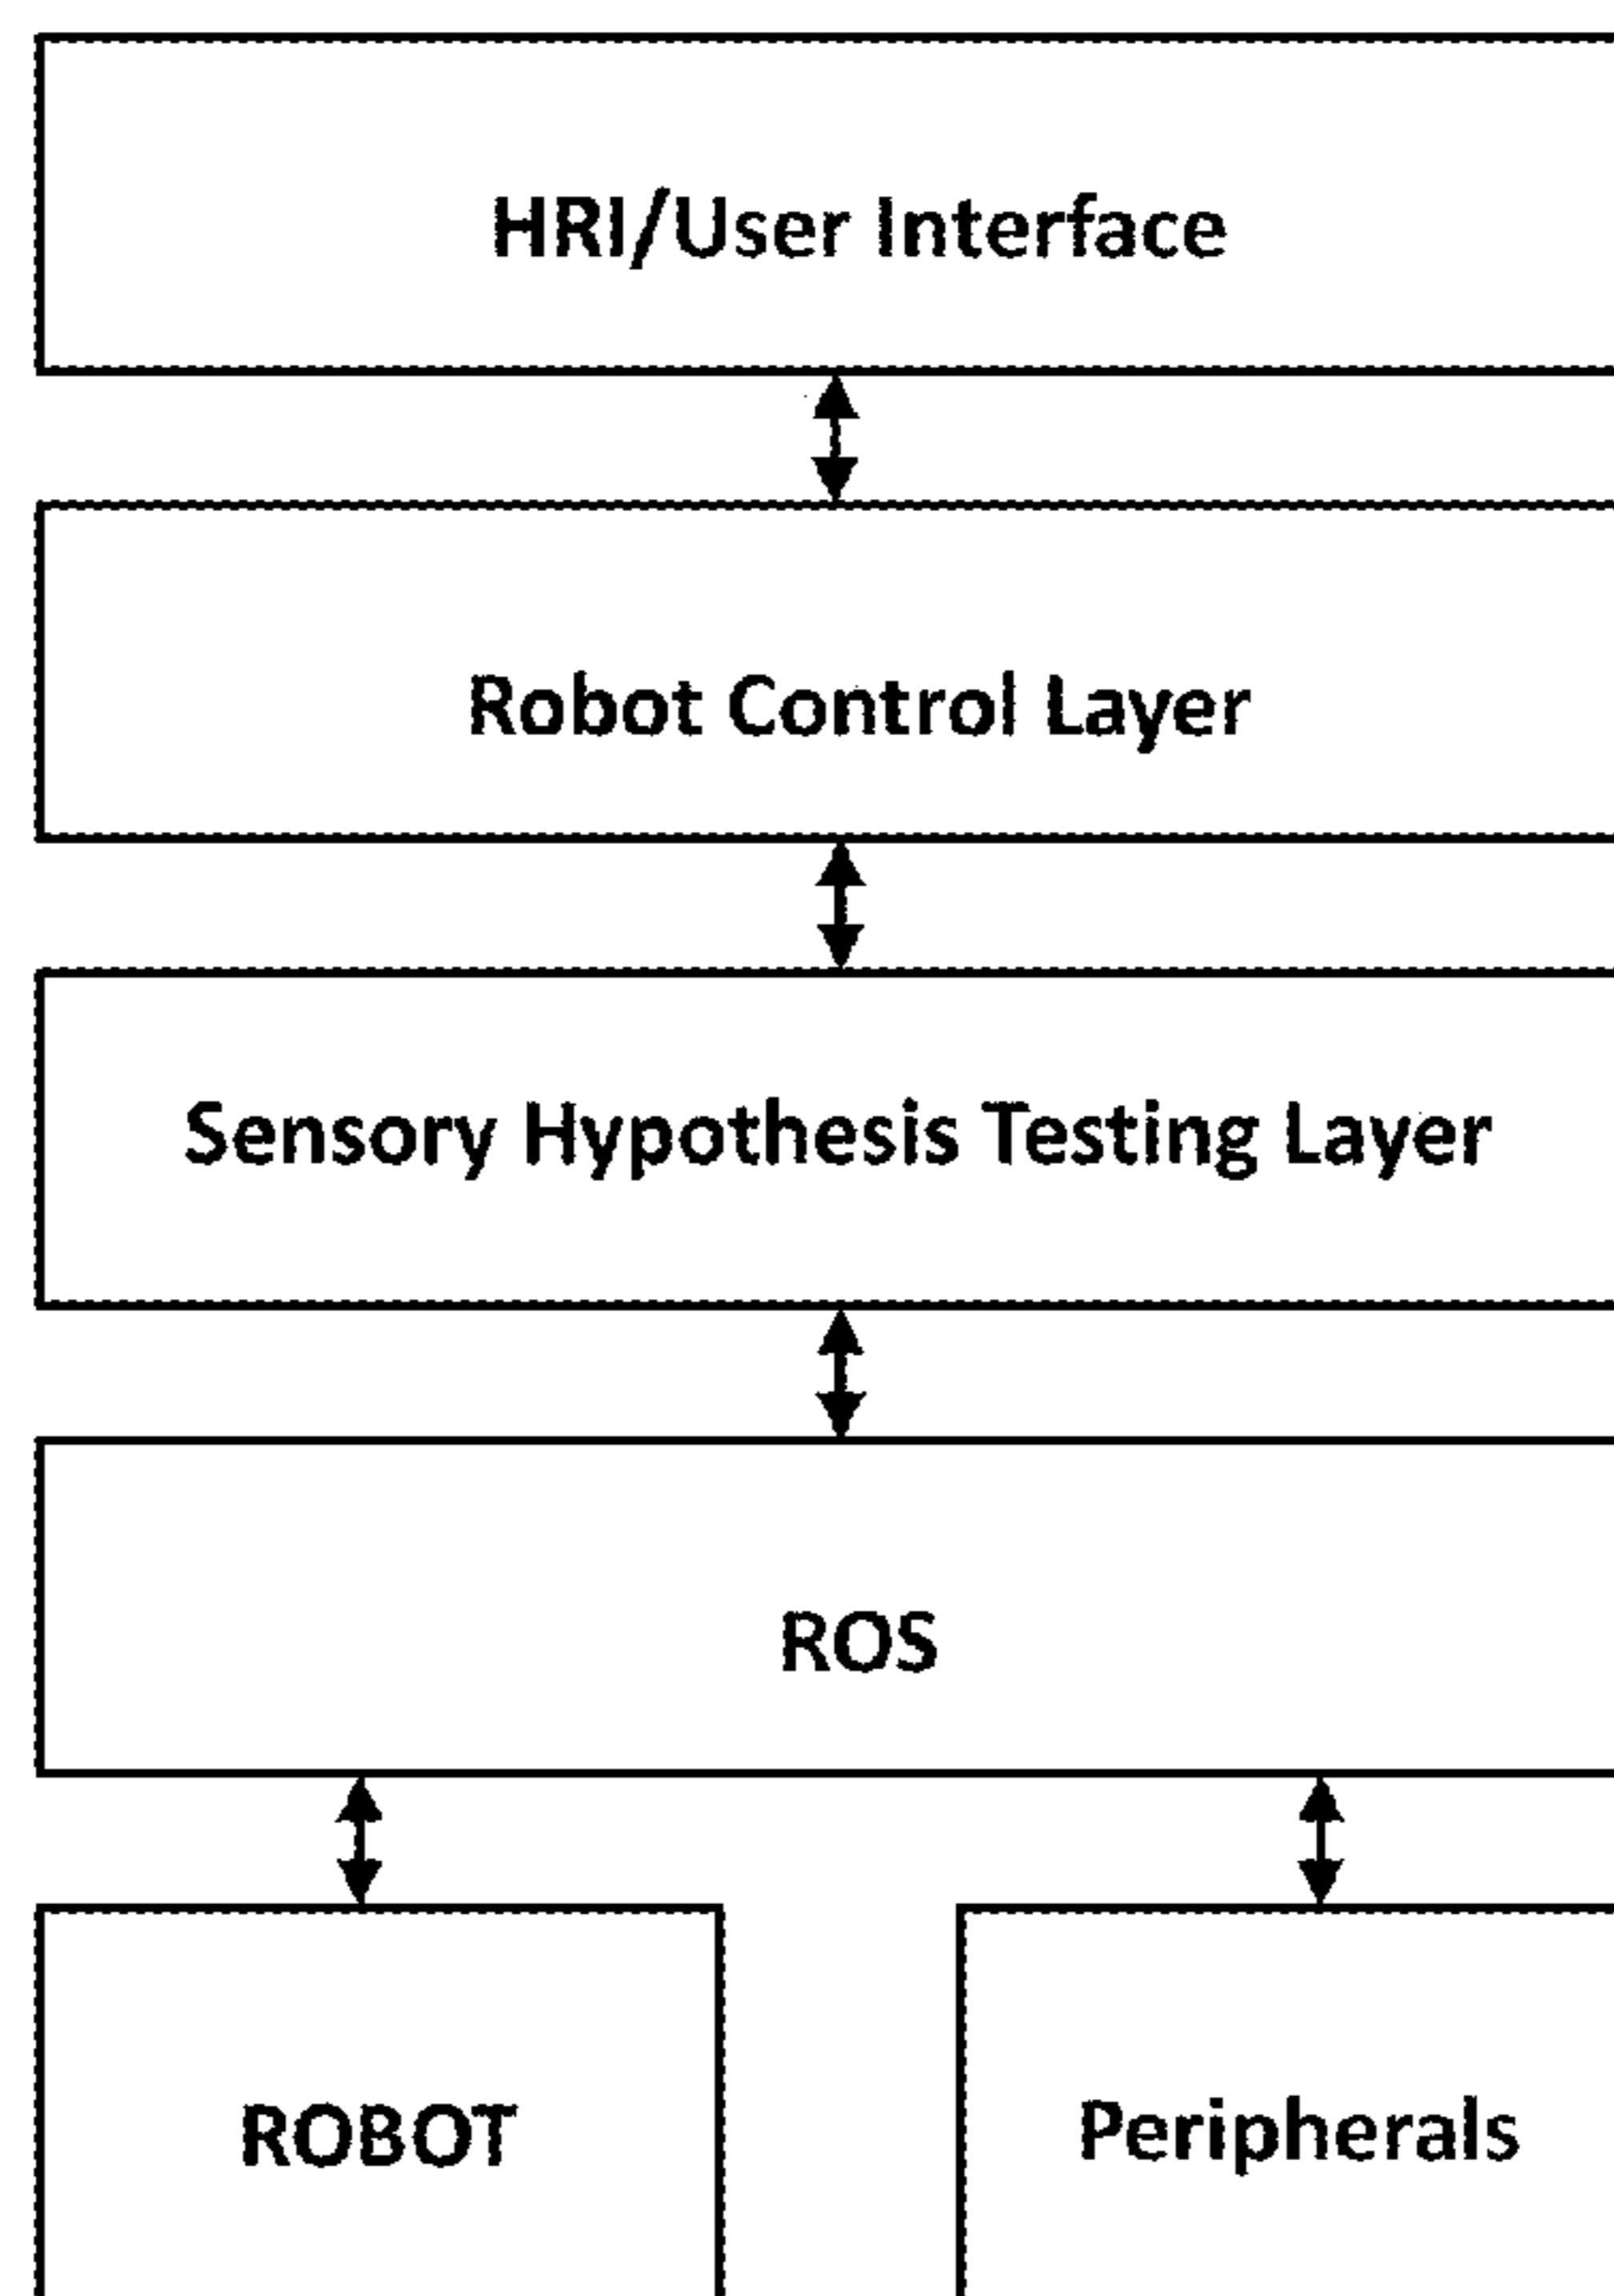 HRI/User Interface
Robot Control Layer
Sensory Hypothesis Testing Layer
ROS
ROBOT
Peripherals